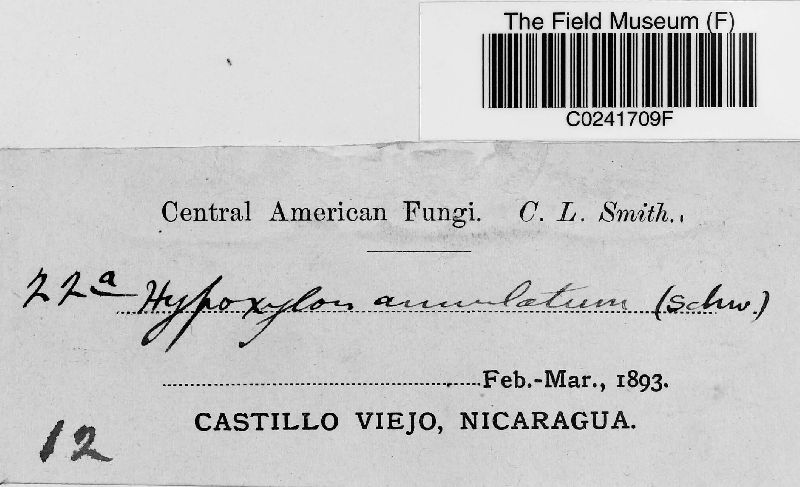 The Field Museum (F)
C0241709F
Central American Fungi. C. L. Smith.
22a Hypoxylon annulatum (Schw.)
Feb.-Mar., 1893.
CASTILLO VIEJO, NICARAGUA.
12